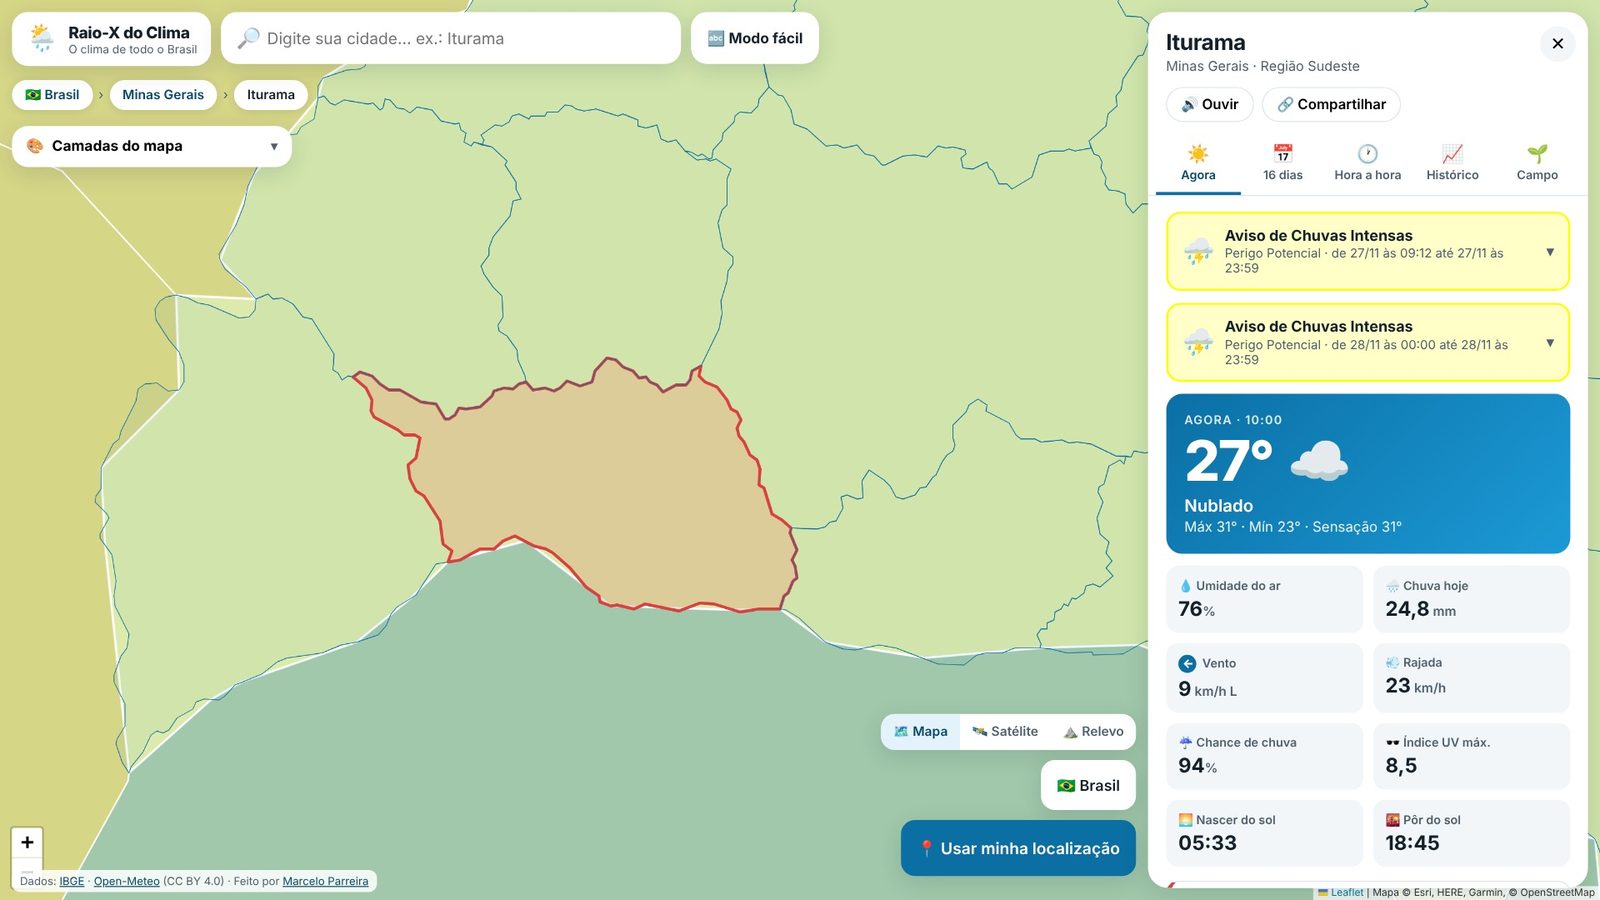 Raio-X do Clima
O clima de todo o Brasil
Digite sua cidade... ex.: Iturama
Modo fácil
Brasil › Minas Gerais › Iturama
Camadas do mapa ▼
Iturama
Minas Gerais · Região Sudeste
Ouvir
Compartilhar
Agora
16 dias
Hora a hora
Histórico
Campo
Aviso de Chuvas Intensas
Perigo Potencial · de 27/11 às 09:12 até 27/11 às
23:59
Aviso de Chuvas Intensas
Perigo Potencial · de 28/11 às 00:00 até 28/11 às
23:59
AGORA · 10:00
27°
Nublado
Máx 31° · Mín 23° · Sensação 31°
Umidade do ar
76%
Chuva hoje
24,8 mm
Vento
9 km/h L
Rajada
23 km/h
Chance de chuva
94%
Índice UV máx.
8,5
Nascer do sol
05:33
Pôr do sol
18:45
Mapa
Satélite
Relevo
Brasil
Usar minha localização
+
Dados: IBGE · Open-Meteo (CC BY 4.0) · Feito por Marcelo Parreira
Leaflet | Mapa © Esri, HERE, Garmin, © OpenStreetMap